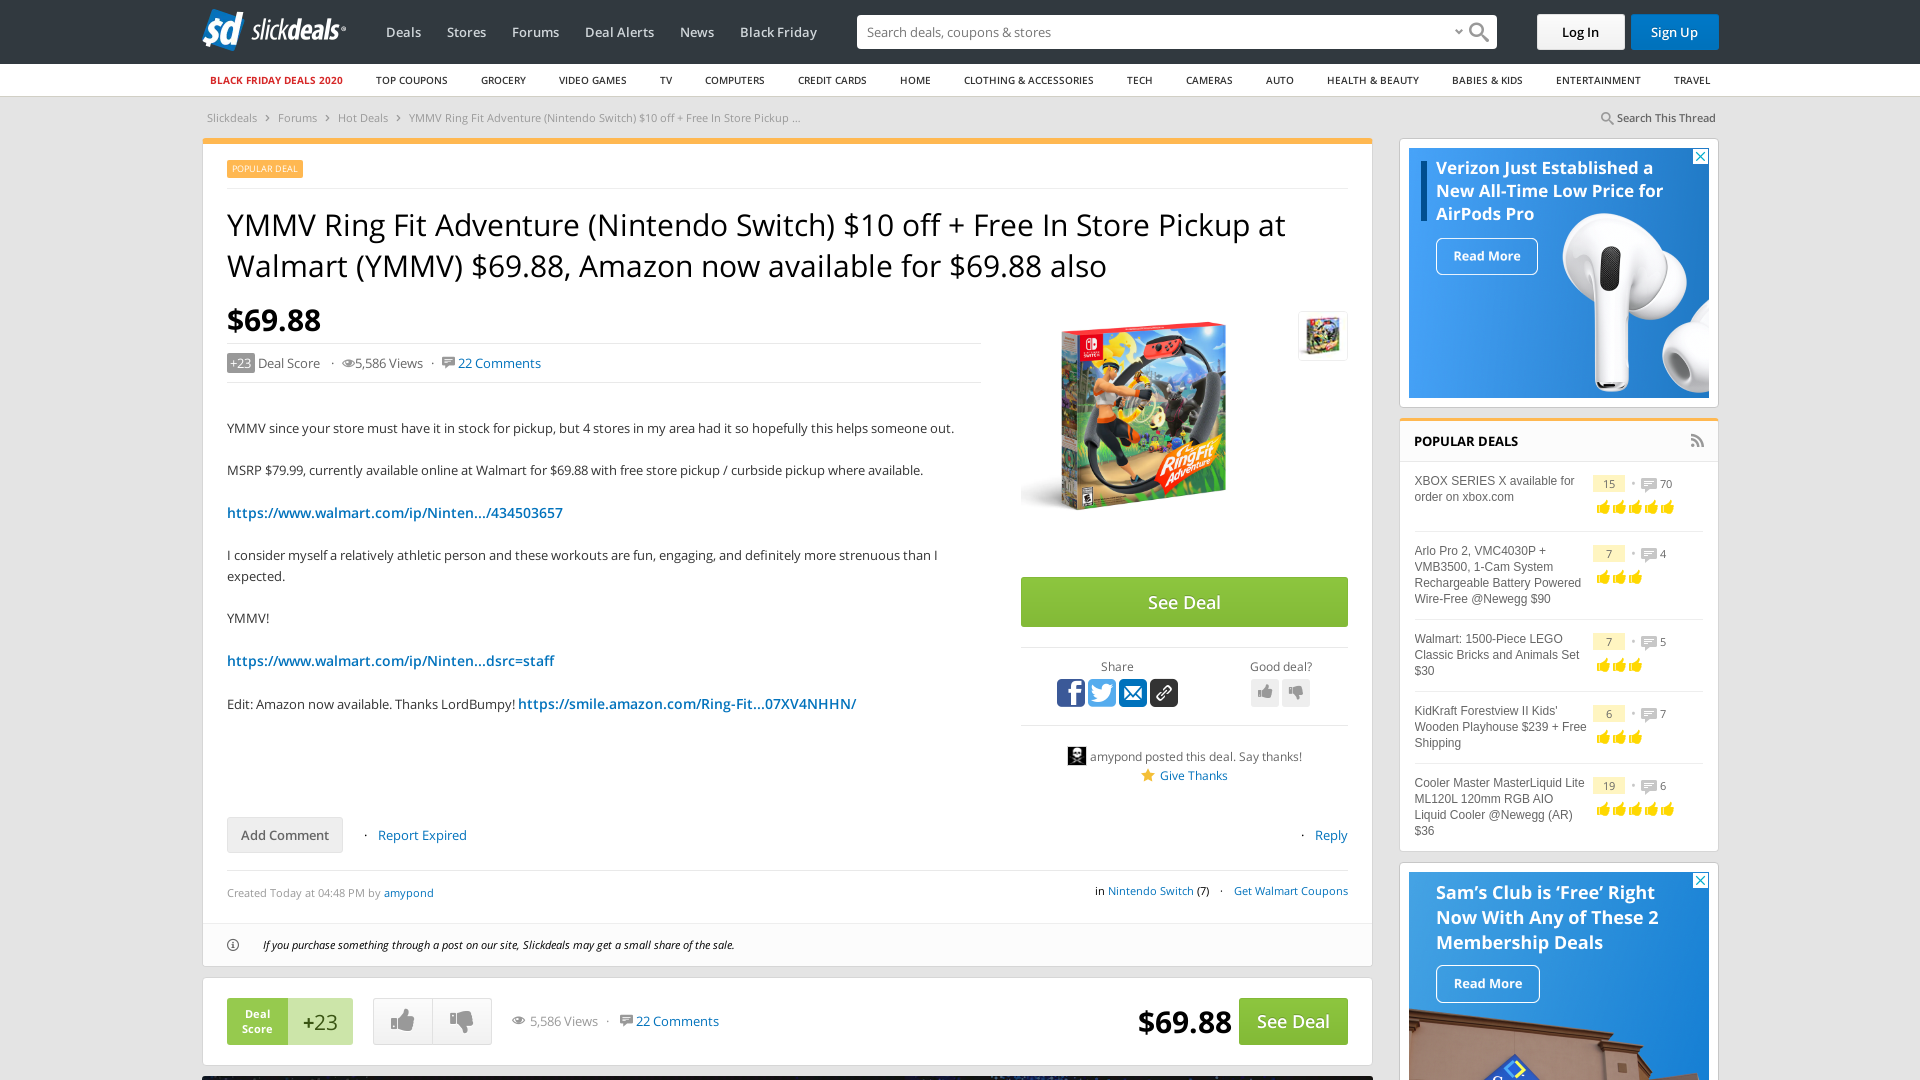 slickdeals
Deals
Stores
Forums
Deal Alerts
News
Black Friday
Search deals, coupons & stores
Log In
Sign Up
BLACK FRIDAY DEALS 2020
TOP COUPONS
GROCERY
VIDEO GAMES
TV
COMPUTERS
CREDIT CARDS
HOME
CLOTHING & ACCESSORIES
TECH
CAMERAS
AUTO
HEALTH & BEAUTY
BABIES & KIDS
ENTERTAINMENT
TRAVEL
Slickdeals › Forums › Hot Deals › YMMV Ring Fit Adventure (Nintendo Switch) $10 off + Free In Store Pickup ...
Search This Thread
POPULAR DEAL
YMMV Ring Fit Adventure (Nintendo Switch) $10 off + Free In Store Pickup at
Walmart (YMMV) $69.88, Amazon now available for $69.88 also
$69.88
+23 Deal Score · 5,586 Views · 22 Comments
YMMV since your store must have it in stock for pickup, but 4 stores in my area had it so hopefully this helps someone out.
MSRP $79.99, currently available online at Walmart for $69.88 with free store pickup / curbside pickup where available.
https://www.walmart.com/ip/Ninten.../434503657
I consider myself a relatively athletic person and these workouts are fun, engaging, and definitely more strenuous than I
expected.
YMMV!
https://www.walmart.com/ip/Ninten...dsrc=staff
Edit: Amazon now available. Thanks LordBumpy! https://smile.amazon.com/Ring-Fit...07XV4NHHN/
RingFit
Adventure
See Deal
Share
Good deal?
amypond posted this deal. Say thanks!
Give Thanks
Add Comment · Report Expired
· Reply
Created Today at 04:48 PM by amypond
in Nintendo Switch (7) · Get Walmart Coupons
If you purchase something through a post on our site, Slickdeals may get a small share of the sale.
Deal
Score
+23
5,586 Views · 22 Comments
$69.88
See Deal
Verizon Just Established a
New All-Time Low Price for
AirPods Pro
Read More
POPULAR DEALS
XBOX SERIES X available for
order on xbox.com
15 · 70
Arlo Pro 2, VMC4030P +
VMB3500, 1-Cam System
Rechargeable Battery Powered
Wire-Free @Newegg $90
7 · 4
Walmart: 1500-Piece LEGO
Classic Bricks and Animals Set
$30
7 · 5
KidKraft Forestview II Kids'
Wooden Playhouse $239 + Free
Shipping
6 · 7
Cooler Master MasterLiquid Lite
ML120L 120mm RGB AIO
Liquid Cooler @Newegg (AR)
$36
19 · 6
Sam's Club is 'Free' Right
Now With Any of These 2
Membership Deals
Read More